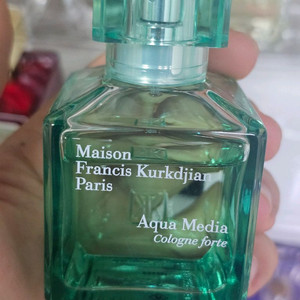 Maison
Francis Kurkdjian
Paris
Aqua Media
Cologne forte